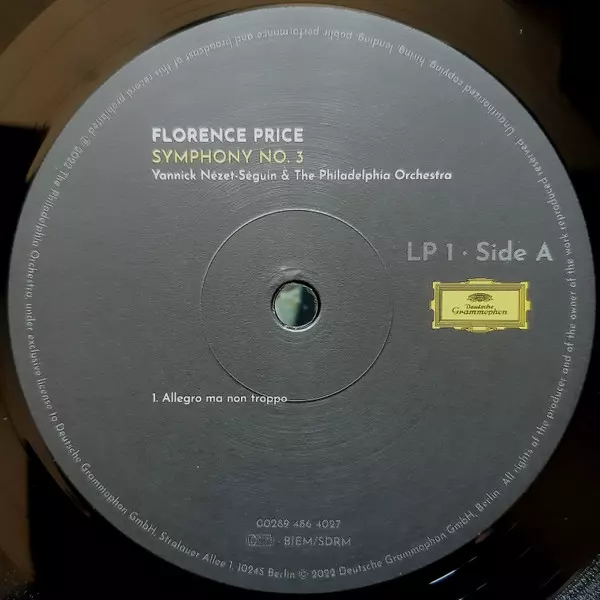 FLORENCE PRICE
SYMPHONY NO. 3
Yannick Nézet-Séguin & The Philadelphia Orchestra
LP 1 · Side A
Deutsche
Grammophon
1. Allegro ma non troppo
00289 486 4027
BIEM/SDRM
℗ 2022 The Philadelphia Orchestra, under exclusive license to Deutsche Grammophon GmbH, Stralauer Allee 1, 10245 Berlin © 2022 Deutsche Grammophon GmbH, Berlin · All rights of the producer and of the owner of the work reproduced reserved. Unauthorized copying, hiring, lending, public performance and broadcast of this record prohibited